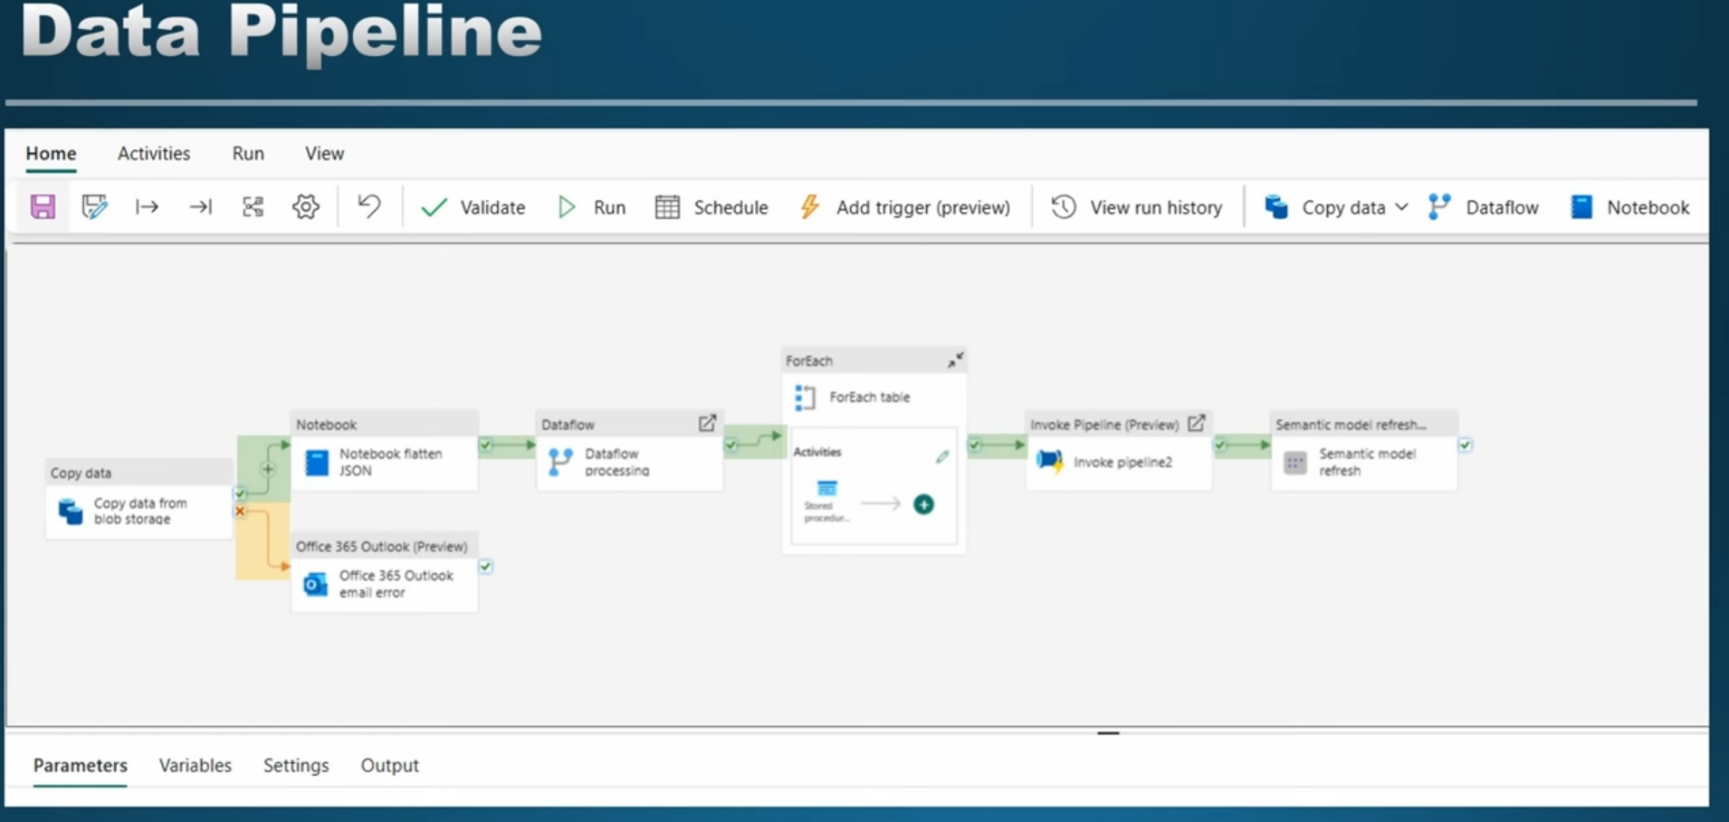 Data Pipeline
Home Activities Run View
Validate Run Schedule Add trigger (preview) View run history Copy data Dataflow Notebook
ForEach
ForEach table
Activities
Stored
procedur...
Notebook
Notebook flatten
JSON
Dataflow
Dataflow
processing
Invoke Pipeline (Preview)
Invoke pipeline2
Semantic model refresh...
Semantic model
refresh
Copy data
Copy data from
blob storage
Office 365 Outlook (Preview)
Office 365 Outlook
email error
Parameters Variables Settings Output